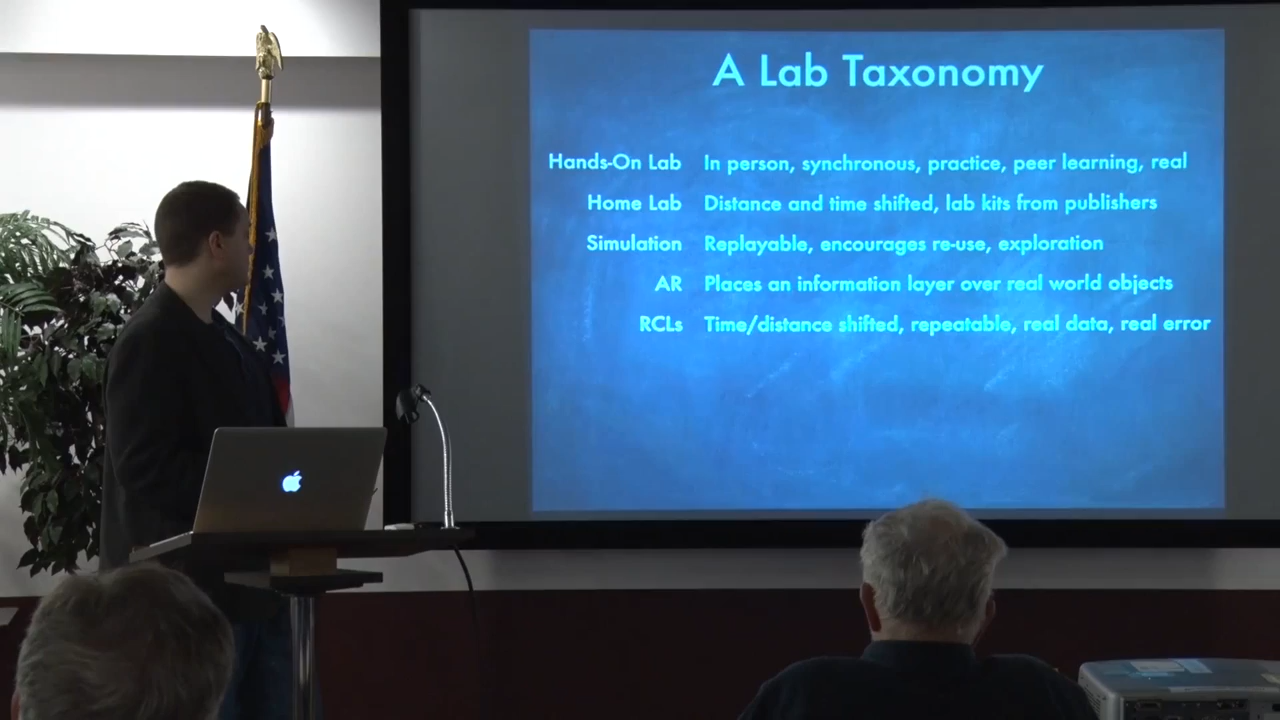 A Lab Taxonomy
Hands-On Lab In person, synchronous, practice, peer learning, real
Home Lab Distance and time shifted, lab kits from publishers
Simulation Replayable, encourages re-use, exploration
AR Places an information layer over real world objects
RCLs Time/distance shifted, repeatable, real data, real error